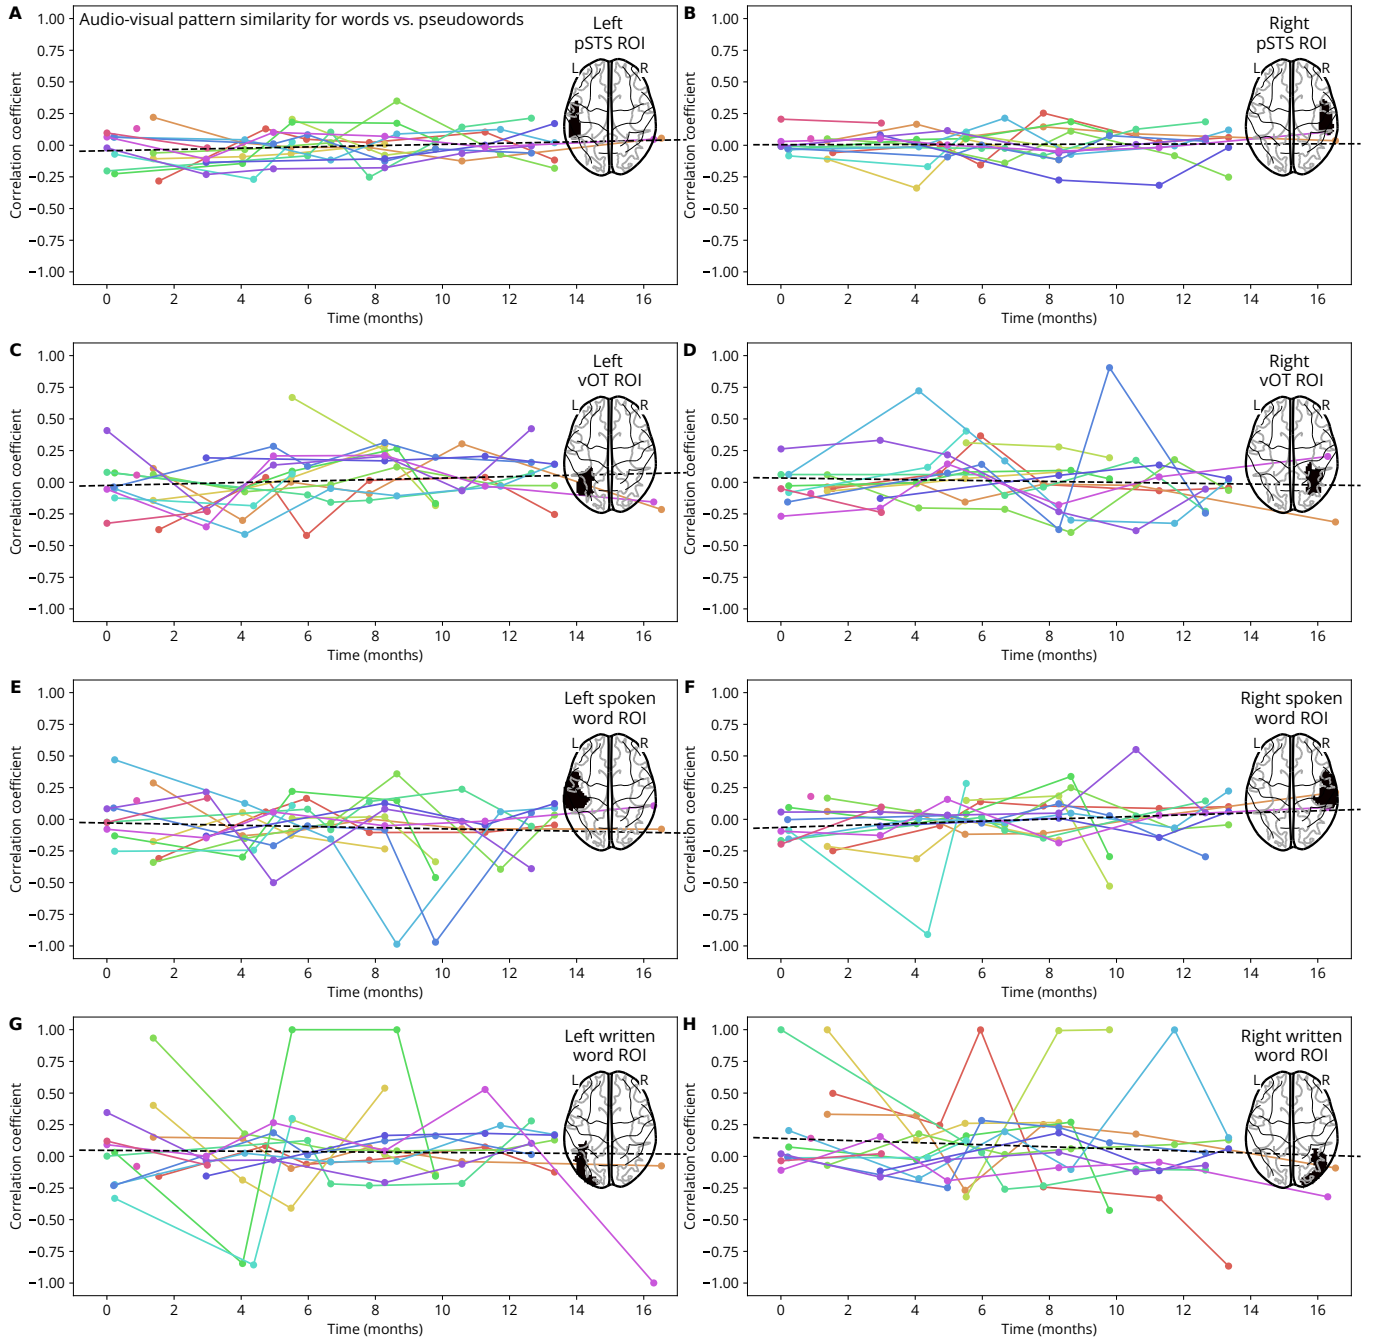 A
Audio-visual pattern similarity for words vs. pseudowords
Left
pSTS ROI
L R
Correlation coefficient
1.00
0.75
0.50
0.25
0.00
−0.25
−0.50
−0.75
−1.00
0 2 4 6 8 10 12 14 16
Time (months)
B
Right
pSTS ROI
L R
Correlation coefficient
1.00
0.75
0.50
0.25
0.00
−0.25
−0.50
−0.75
−1.00
0 2 4 6 8 10 12 14 16
Time (months)
C
Left
vOT ROI
L R
Correlation coefficient
1.00
0.75
0.50
0.25
0.00
−0.25
−0.50
−0.75
−1.00
0 2 4 6 8 10 12 14 16
Time (months)
D
Right
vOT ROI
L R
Correlation coefficient
1.00
0.75
0.50
0.25
0.00
−0.25
−0.50
−0.75
−1.00
0 2 4 6 8 10 12 14 16
Time (months)
E
Left spoken
word ROI
L R
Correlation coefficient
1.00
0.75
0.50
0.25
0.00
−0.25
−0.50
−0.75
−1.00
0 2 4 6 8 10 12 14 16
Time (months)
F
Right spoken
word ROI
L R
Correlation coefficient
1.00
0.75
0.50
0.25
0.00
−0.25
−0.50
−0.75
−1.00
0 2 4 6 8 10 12 14 16
Time (months)
G
Left written
word ROI
L R
Correlation coefficient
1.00
0.75
0.50
0.25
0.00
−0.25
−0.50
−0.75
−1.00
0 2 4 6 8 10 12 14 16
Time (months)
H
Right written
word ROI
L R
Correlation coefficient
1.00
0.75
0.50
0.25
0.00
−0.25
−0.50
−0.75
−1.00
0 2 4 6 8 10 12 14 16
Time (months)